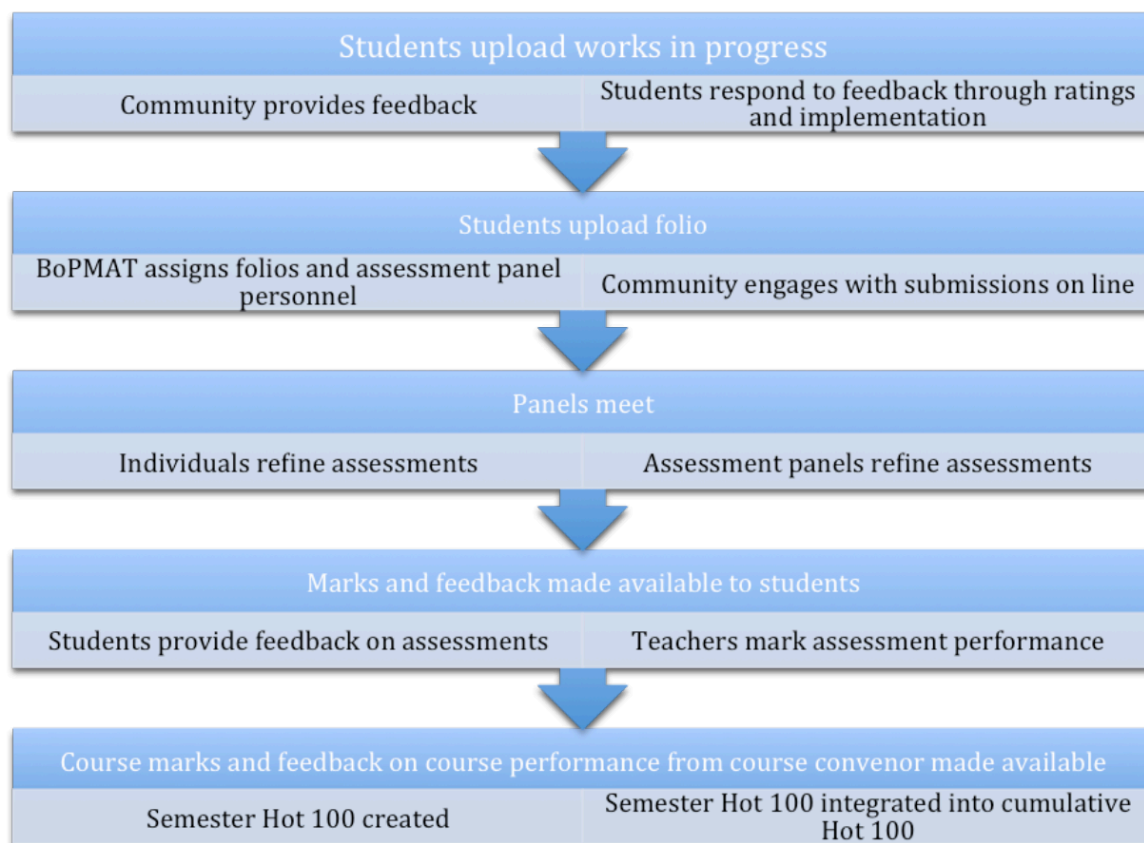 Students upload works in progress
Community provides feedback
Students respond to feedback through ratings
and implementation
Students upload folio
BoPMAT assigns folios and assessment panel
personnel
Community engages with submissions on line
Panels meet
Individuals refine assessments
Assessment panels refine assessments
Marks and feedback made available to students
Students provide feedback on assessments
Teachers mark assessment performance
Course marks and feedback on course performance from course convenor made available
Semester Hot 100 created
Semester Hot 100 integrated into cumulative
Hot 100